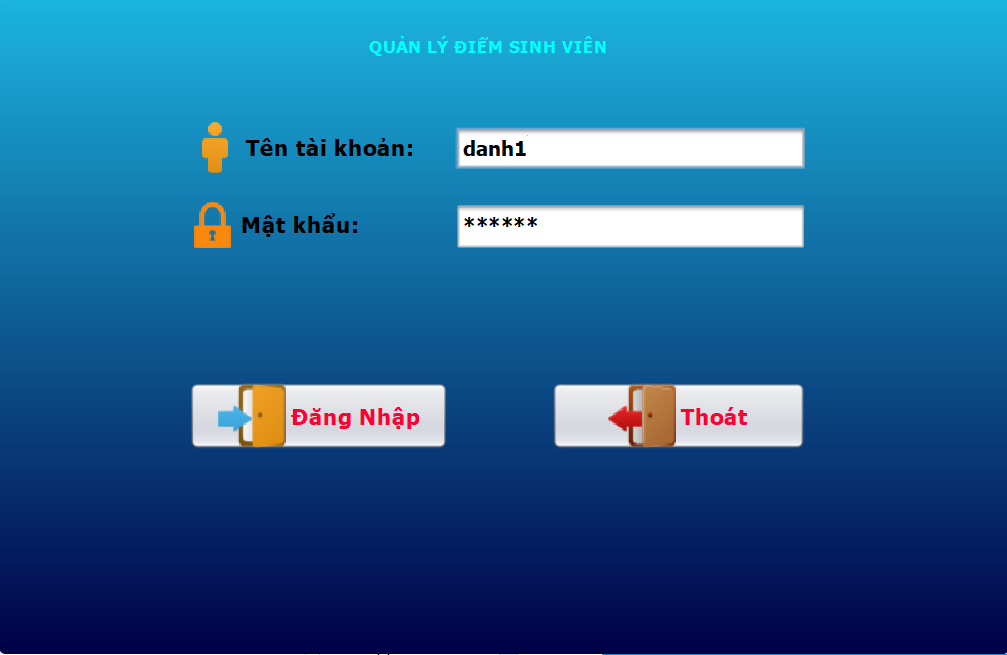 QUẢN LÝ ĐIỂM SINH VIÊN
Tên tài khoản: danh1
Mật khẩu: ******
Đăng Nhập Thoát